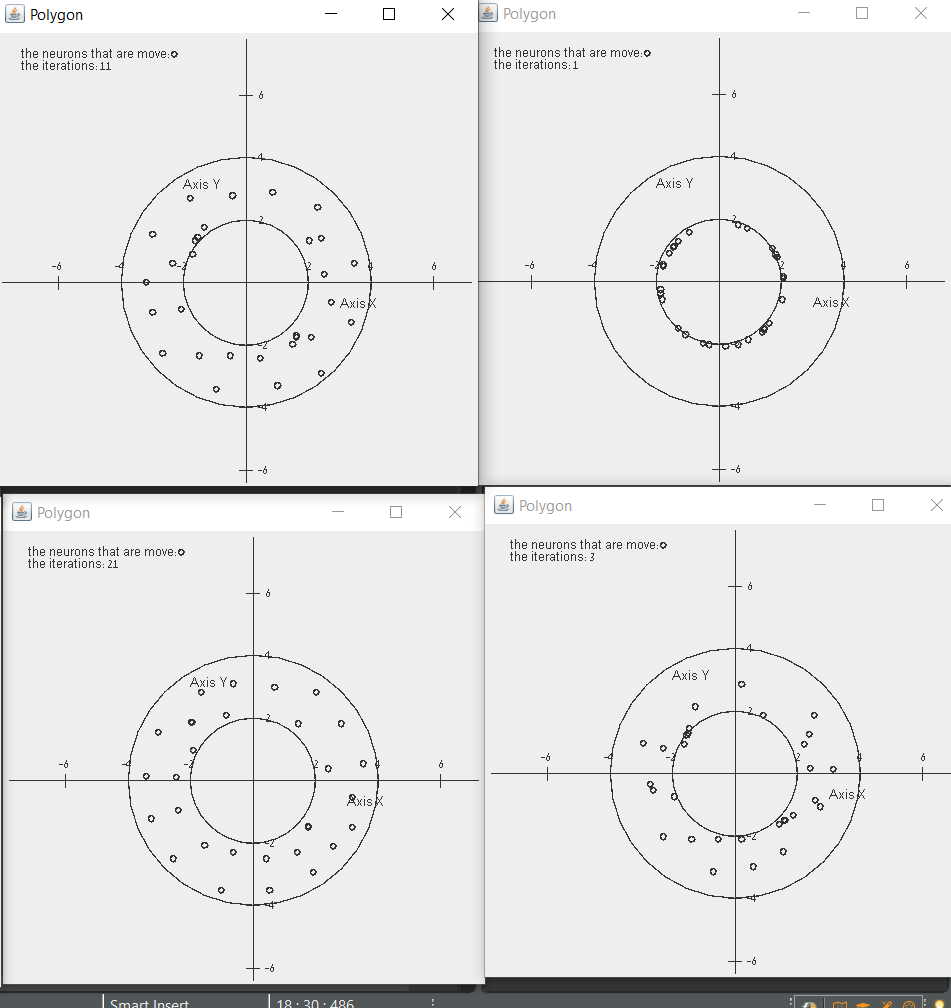 Polygon
the neurons that are move:
the iterations: 11
6
4
Axis Y
2
-6
-4
-2
2
4
6
Axis X
-2
-4
-6
Polygon
the neurons that are move:
the iterations: 1
6
4
Axis Y
2
-6
-4
-2
2
4
6
Axis X
-2
-4
-6
Polygon
the neurons that are move:
the iterations: 21
6
4
Axis Y
2
-6
-4
-2
2
4
6
Axis X
-2
-4
-6
Polygon
the neurons that are move:
the iterations: 3
6
4
Axis Y
2
-6
-4
-2
2
4
6
Axis X
-2
-4
-6
Smart Insert
18 : 30 : 486